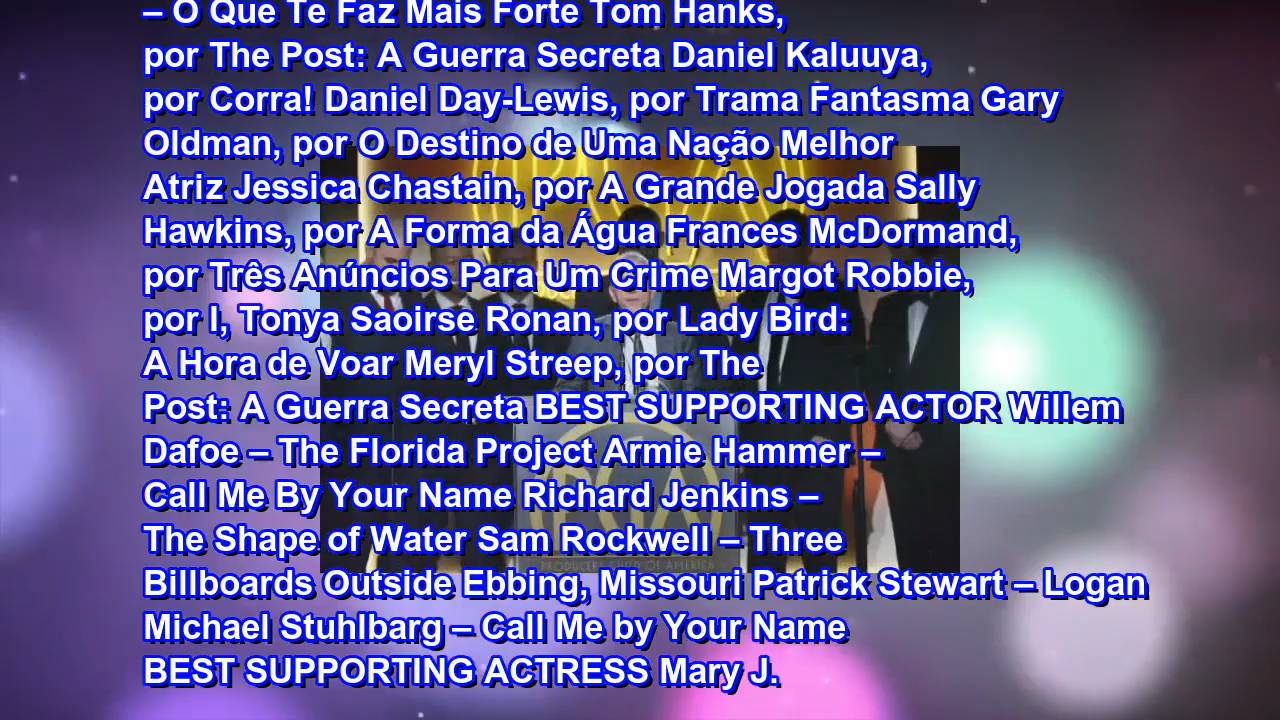 – O Que Te Faz Mais Forte Tom Hanks,
por The Post: A Guerra Secreta Daniel Kaluuya,
por Corra! Daniel Day-Lewis, por Trama Fantasma Gary
Oldman, por O Destino de Uma Nação Melhor
Atriz Jessica Chastain, por A Grande Jogada Sally
Hawkins, por A Forma da Água Frances McDormand,
por Três Anúncios Para Um Crime Margot Robbie,
por I, Tonya Saoirse Ronan, por Lady Bird:
A Hora de Voar Meryl Streep, por The
Post: A Guerra Secreta BEST SUPPORTING ACTOR Willem
Dafoe – The Florida Project Armie Hammer –
Call Me By Your Name Richard Jenkins –
The Shape of Water Sam Rockwell – Three
PRODUCERS GUILD OF AMERICA
Billboards Outside Ebbing, Missouri Patrick Stewart – Logan
Michael Stuhlbarg – Call Me by Your Name
BEST SUPPORTING ACTRESS Mary J.